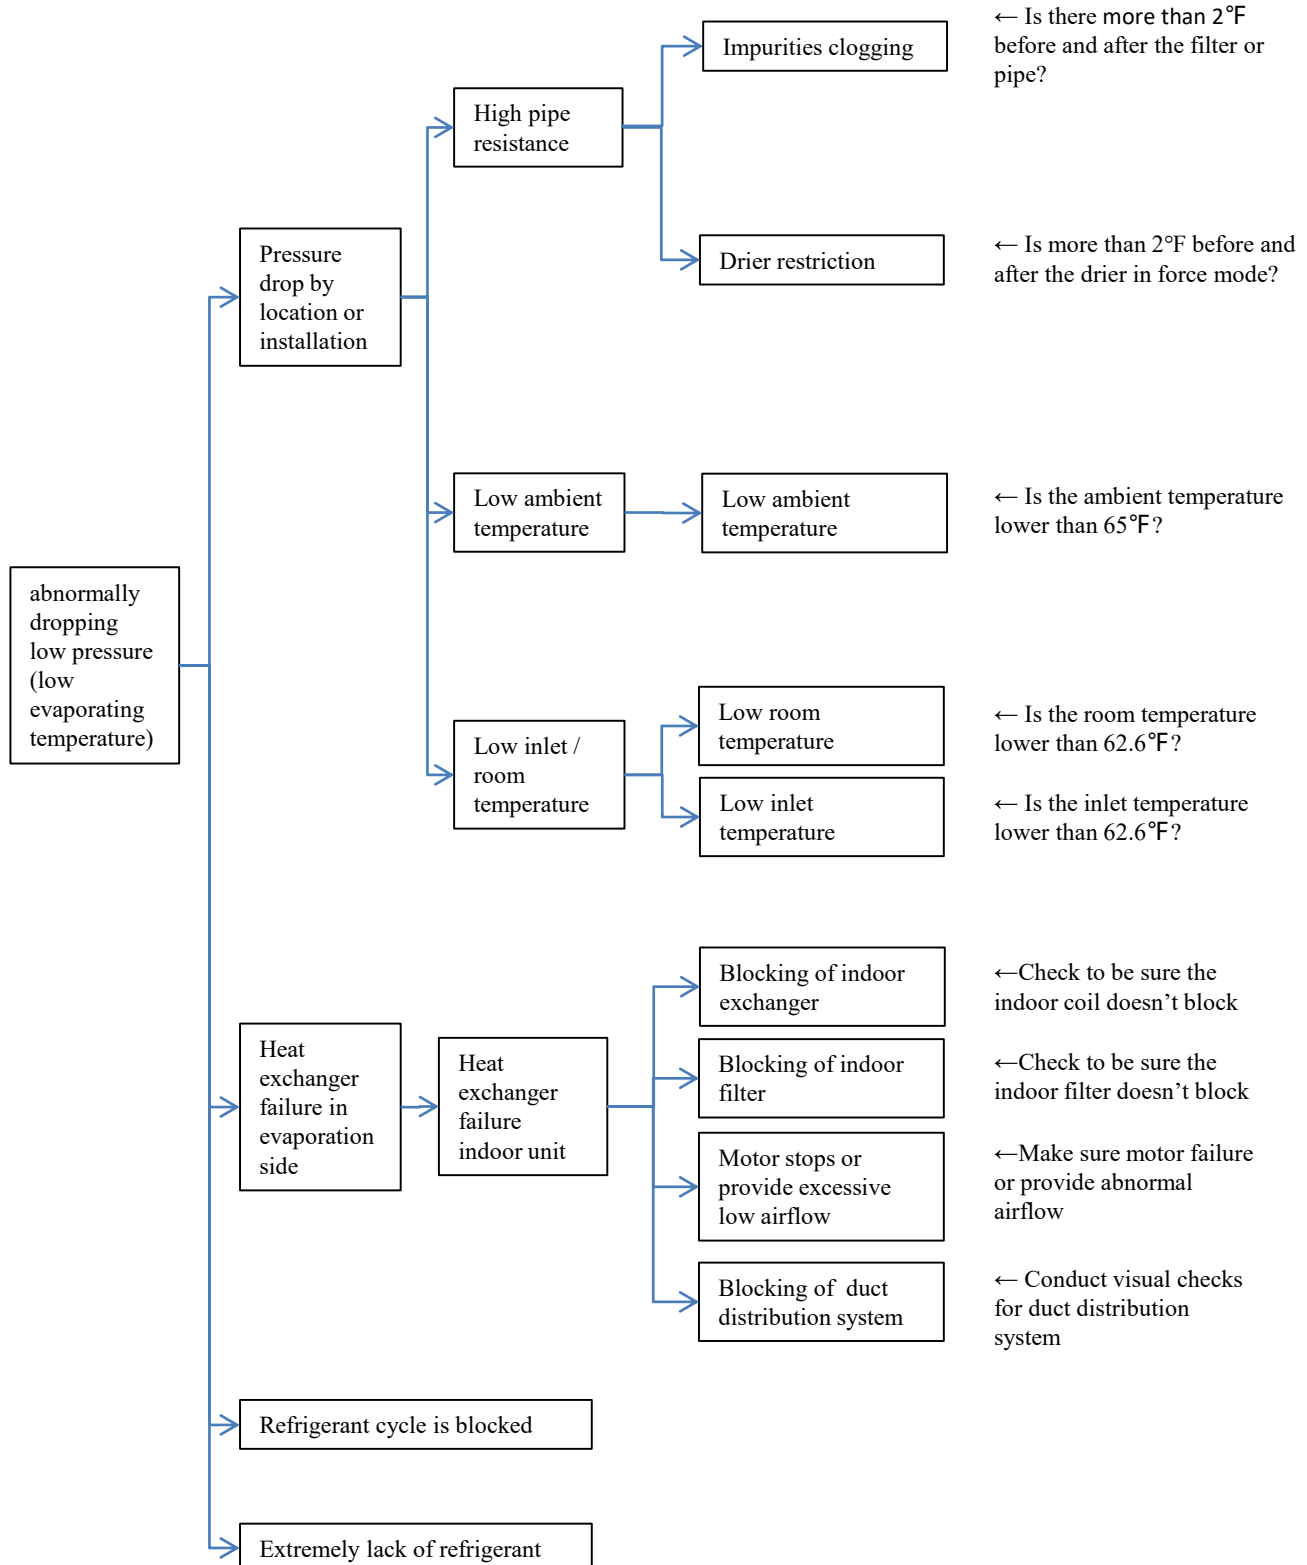 Impurities clogging
← Is there more than 2°F
before and after the filter or
pipe?
High pipe
resistance
Drier restriction
← Is more than 2°F before and
after the drier in force mode?
Pressure
drop by
location or
installation
Low ambient
temperature
Low ambient
temperature
← Is the ambient temperature
lower than 65°F?
abnormally
dropping
low pressure
(low
evaporating
temperature)
Low inlet /
room
temperature
Low room
temperature
← Is the room temperature
lower than 62.6°F?
Low inlet
temperature
← Is the inlet temperature
lower than 62.6°F?
Heat
exchanger
failure in
evaporation
side
Heat
exchanger
failure
indoor unit
Blocking of indoor
exchanger
←Check to be sure the
indoor coil doesn’t block
Blocking of indoor
filter
←Check to be sure the
indoor filter doesn’t block
Motor stops or
provide excessive
low airflow
←Make sure motor failure
or provide abnormal
airflow
Blocking of duct
distribution system
← Conduct visual checks
for duct distribution
system
Refrigerant cycle is blocked
Extremely lack of refrigerant